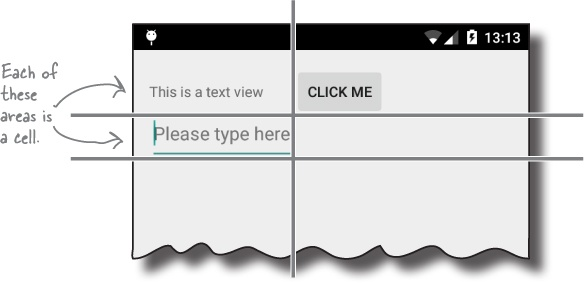 13:13
Each of
these
areas is
a cell.
This is a text view
CLICK ME
Please type here